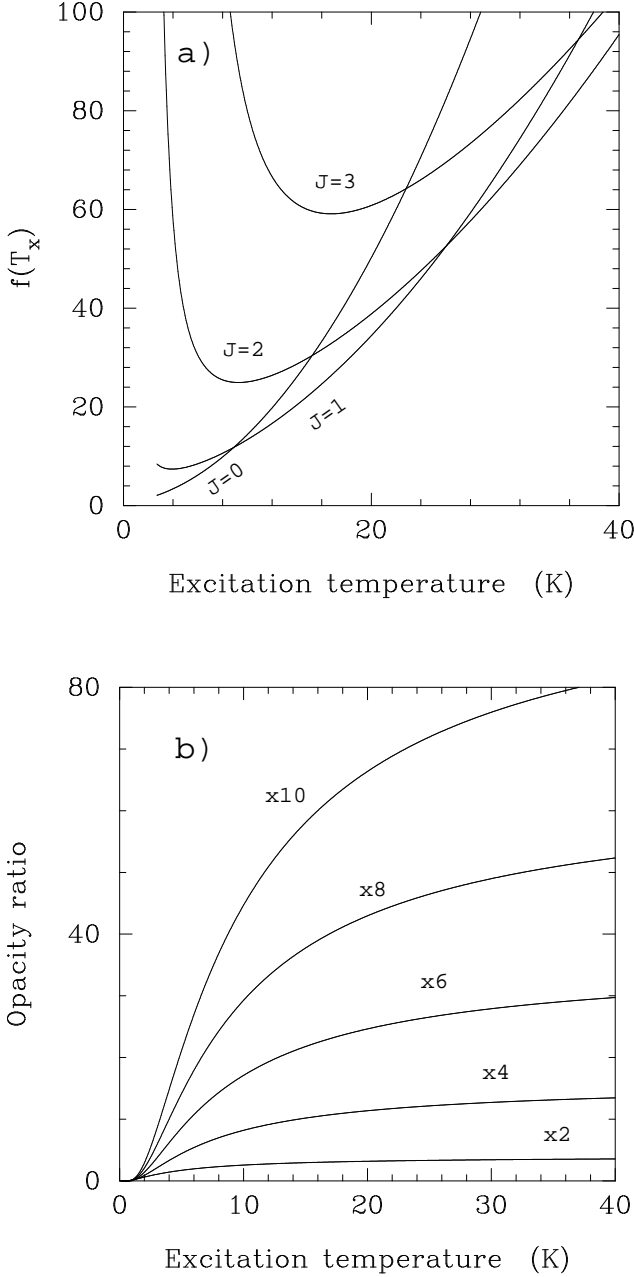 100
a)
80
J=3
60
f(Tx)
40
J=2
20
J=1
J=0
0
0 20 40
Excitation temperature (K)
80
b)
x10
x8
Opacity ratio
40
x6
x4
x2
0
0 10 20 30 40
Excitation temperature (K)